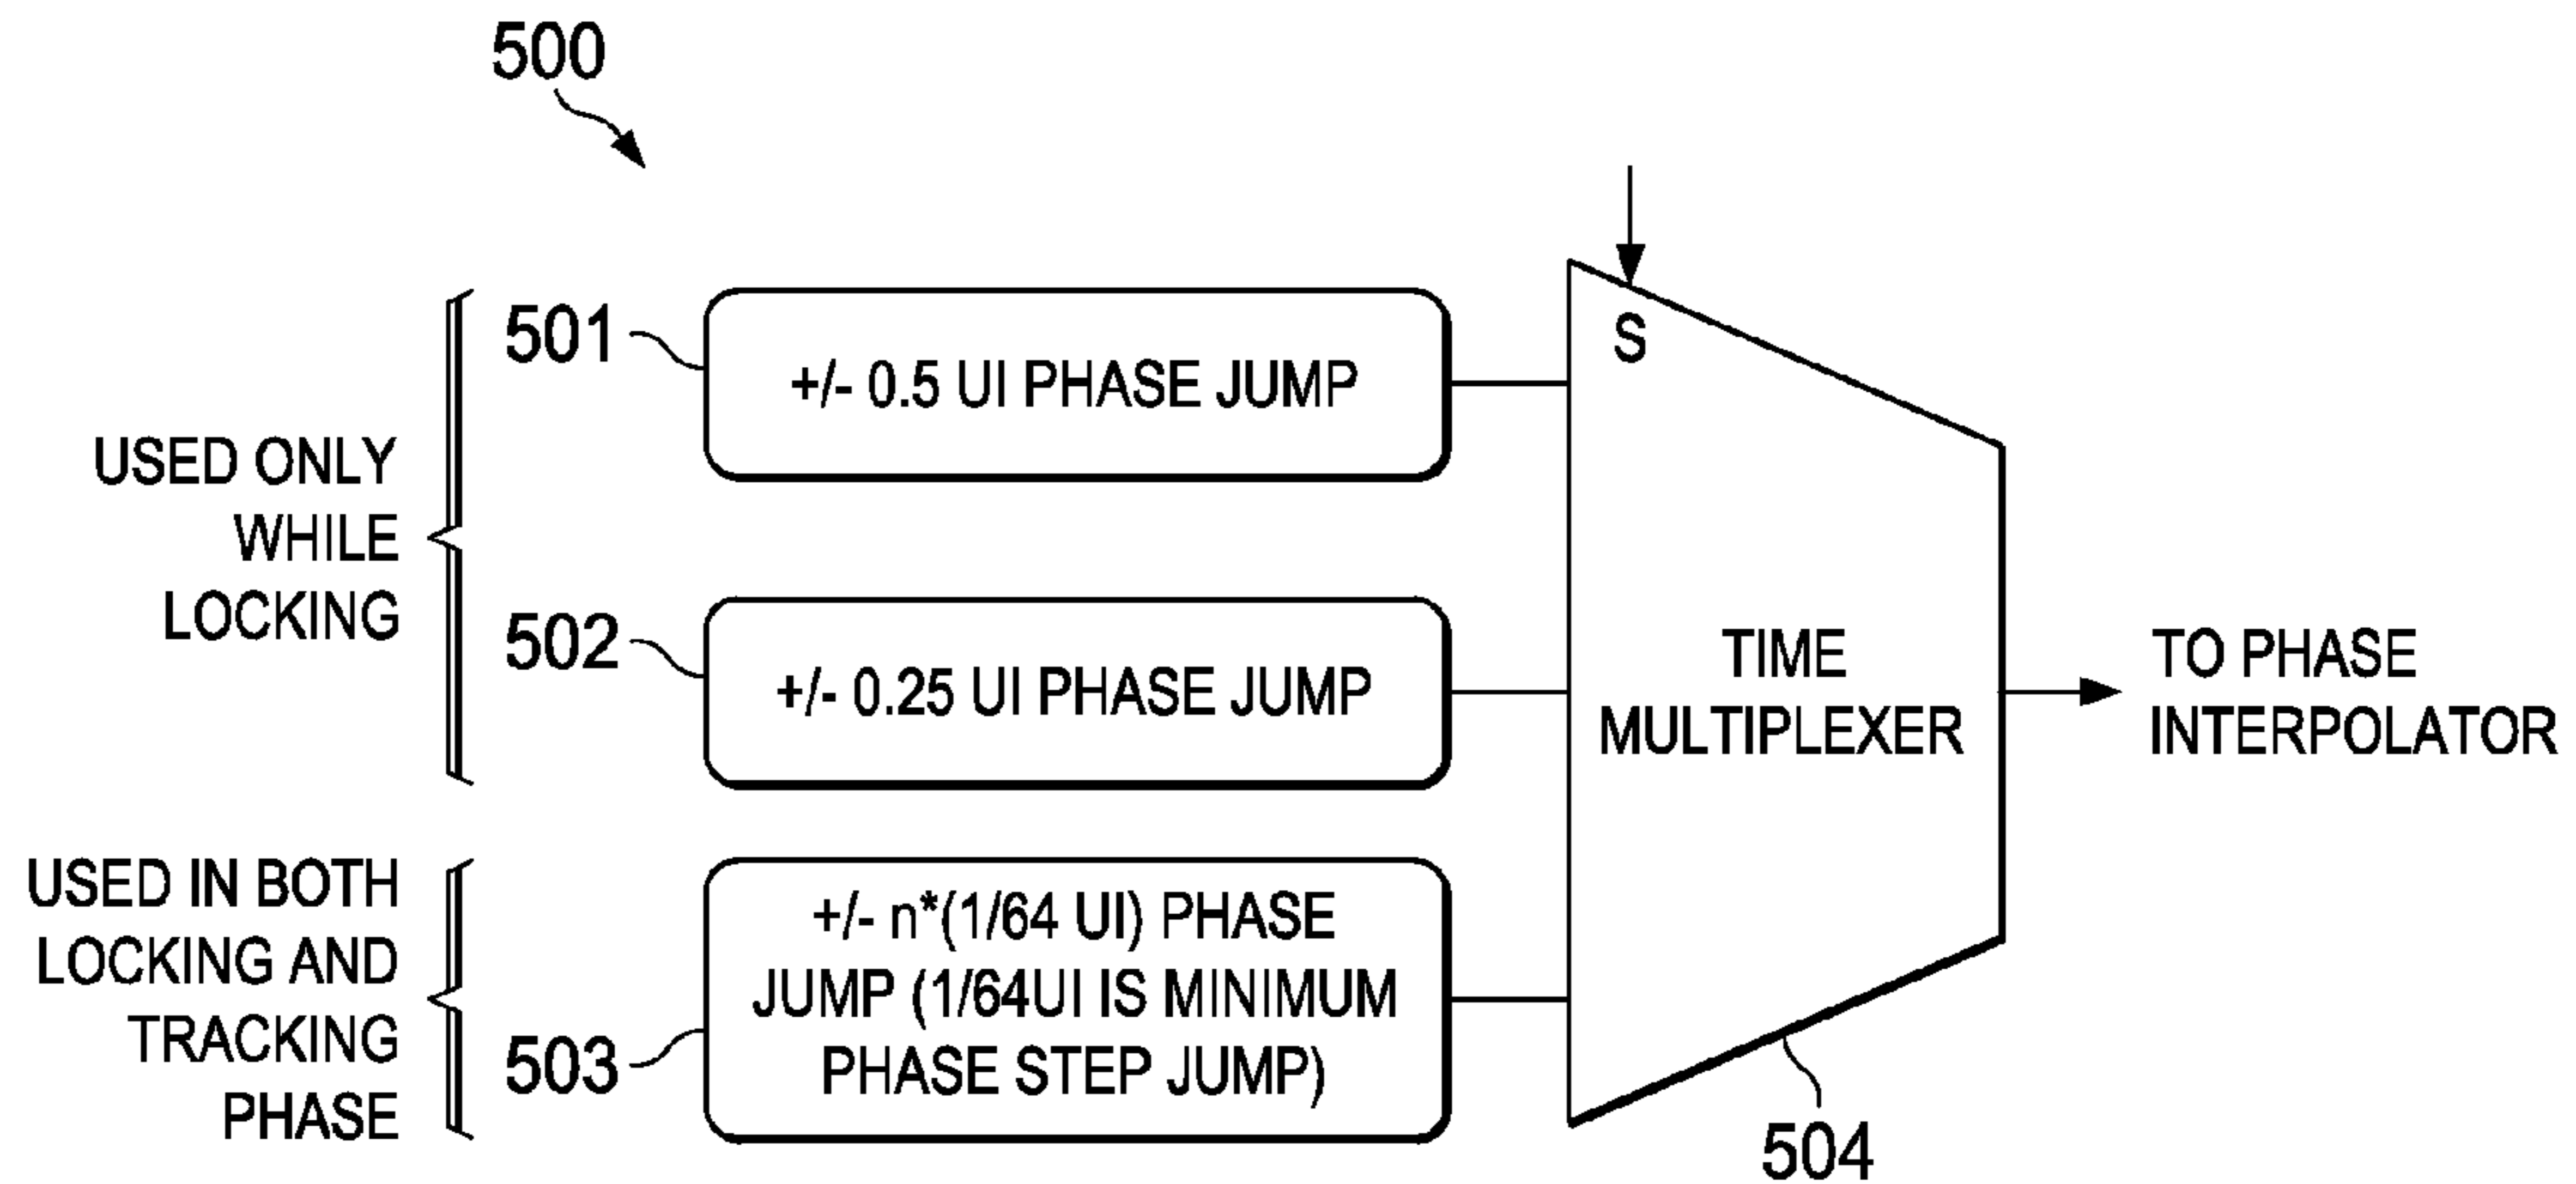 500
501
+/- 0.5 UI PHASE JUMP
S
USED ONLY
WHILE
LOCKING
502
+/- 0.25 UI PHASE JUMP
TIME
MULTIPLEXER
TO PHASE
INTERPOLATOR
USED IN BOTH
LOCKING AND
TRACKING
PHASE
503
+/- n*(1/64 UI) PHASE
JUMP (1/64UI IS MINIMUM
PHASE STEP JUMP)
504